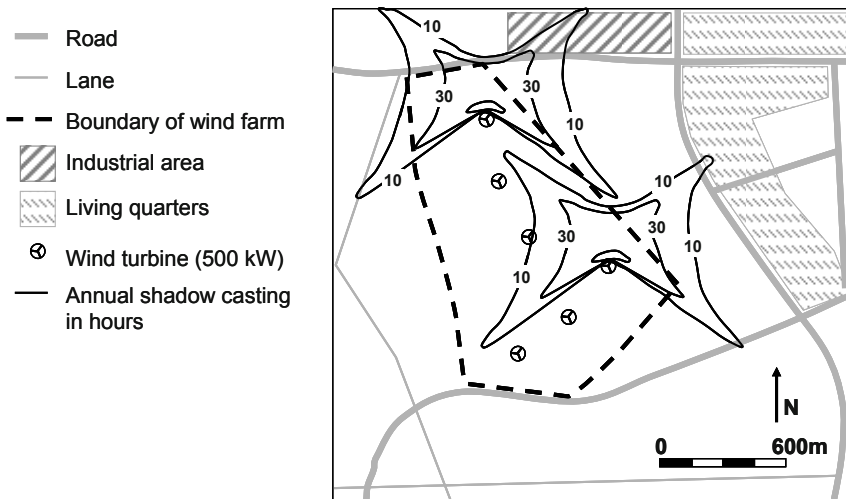 Road
Lane
Boundary of wind farm
Industrial area
Living quarters
Wind turbine (500 kW)
Annual shadow casting
in hours
10
30
30
10
10
10
30
30
10
10
N
0
600m